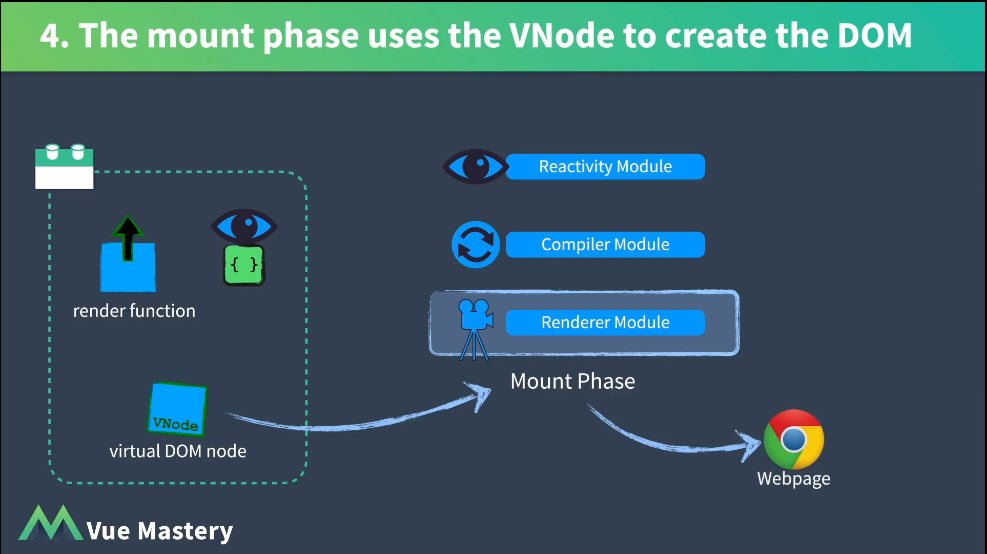 4. The mount phase uses the VNode to create the DOM
Reactivity Module
Compiler Module
{ }
render function
Renderer Module
Mount Phase
VNode
virtual DOM node
Webpage
Vue Mastery